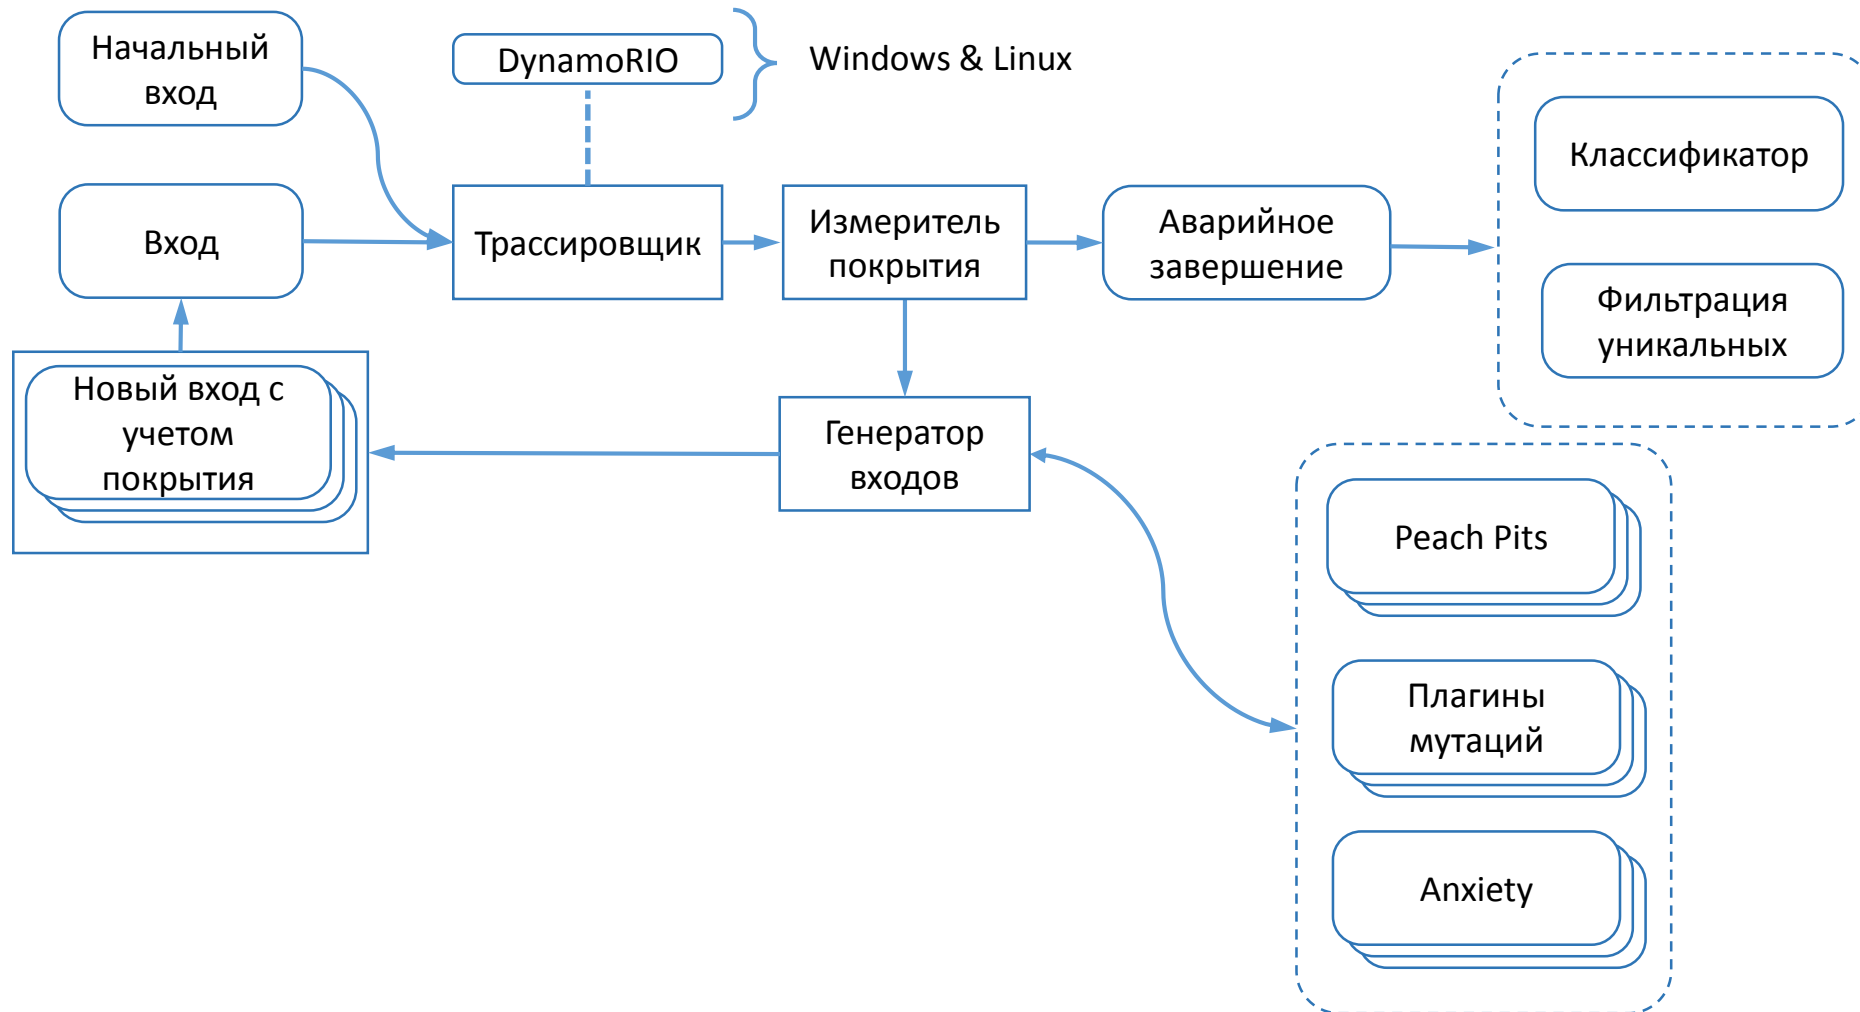 Начальный
вход
DynamoRIO
Windows & Linux
Классификатор
Вход
Трассировщик
Измеритель
покрытия
Аварийное
завершение
Фильтрация
уникальных
Новый вход с
учетом
покрытия
Генератор
входов
Peach Pits
Плагины
мутаций
Anxiety